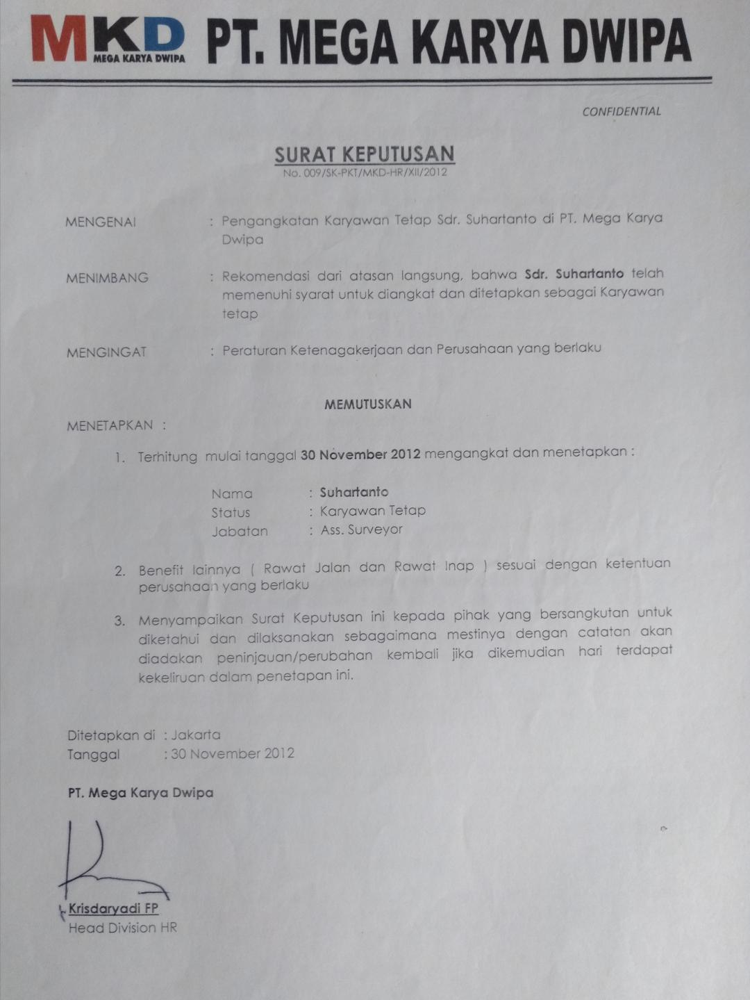 MKD PT. MEGA KARYA DWIPA
MEGA KARYA DWIPA
CONFIDENTIAL
SURAT KEPUTUSAN
No. 009/SK-PKT/MKD-HR/XII/2012
MENGENAI : Pengangkatan Karyawan Tetap Sdr. Suhartanto di PT. Mega Karya
Dwipa
MENIMBANG : Rekomendasi dari atasan langsung, bahwa Sdr. Suhartanto telah
memenuhi syarat untuk diangkat dan ditetapkan sebagai Karyawan
tetap
MENGINGAT : Peraturan Ketenagakerjaan dan Perusahaan yang berlaku
MEMUTUSKAN
MENETAPKAN :
1. Terhitung mulai tanggal 30 November 2012 mengangkat dan menetapkan :
Nama : Suhartanto
Status : Karyawan Tetap
Jabatan : Ass. Surveyor
2. Benefit lainnya ( Rawat Jalan dan Rawat Inap ) sesuai dengan ketentuan
perusahaan yang berlaku
3. Menyampaikan Surat Keputusan ini kepada pihak yang bersangkutan untuk
diketahui dan dilaksanakan sebagaimana mestinya dengan catatan akan
diadakan peninjauan/perubahan kembali jika dikemudian hari terdapat
kekeliruan dalam penetapan ini.
Ditetapkan di : Jakarta
Tanggal : 30 November 2012
PT. Mega Karya Dwipa
Krisdaryadi FP
Head Division HR